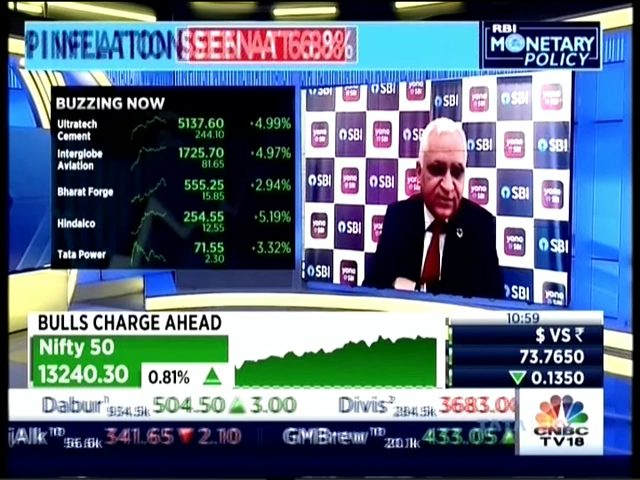 RBI
MONETARY
POLICY
BUZZING NOW
Ultratech
Cement
5137.60
244.10
+4.99%
Interglobe
Aviation
1725.70
81.65
+4.97%
Bharat Forge
555.25
15.85
+2.94%
Hindalco
254.55
12.55
+5.19%
Tata Power
71.55
2.30
+3.32%
SBI
yono
SBI
BULLS CHARGE AHEAD
Nifty 50
13240.30
0.81%
10:59
$ VS ₹
73.7650
0.1350
Dabur
504.50
3.00
Divis
3683.0
341.65
2.10
GMBrew
433.05
CNBC
TV18